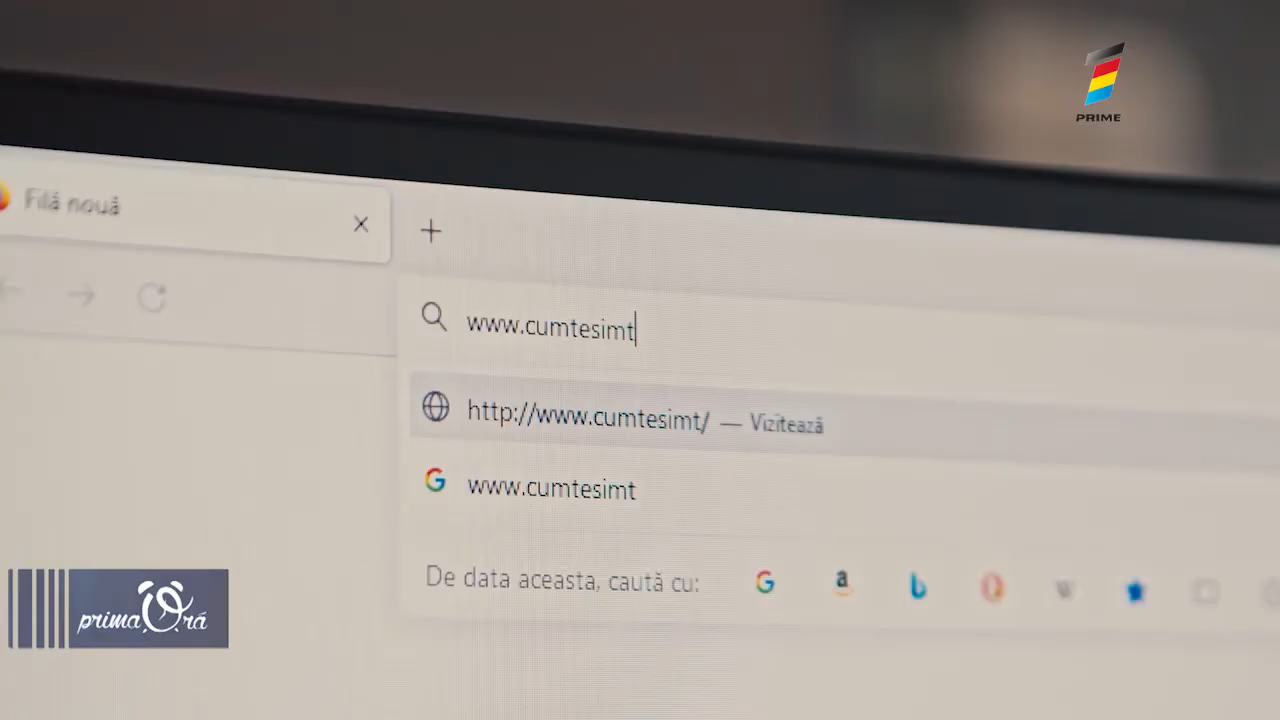 PRIME
Filă nouă
www.cumtesimt
http://www.cumtesimt/ — Vizitează
www.cumtesimt
De data aceasta, caută cu:
prima Oră